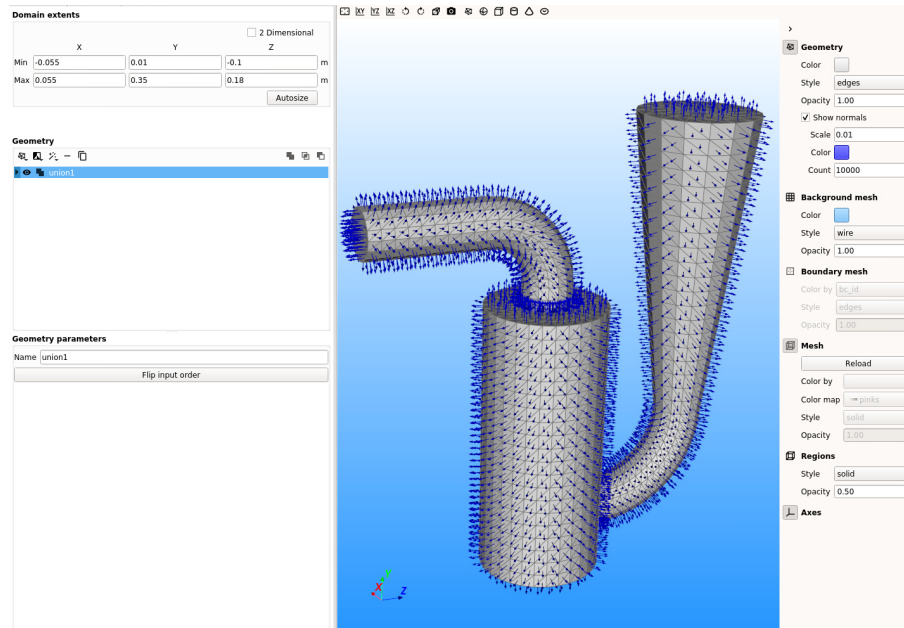 Domain extents
2 Dimensional
X Y Z
Min -0.055 0.01 -0.1 m
Max 0.055 0.35 0.18 m
Autosize
Geometry
union1
Geometry parameters
Name union1
Flip input order
XY YZ XZ
X Y Z
Geometry
Color
Style edges
Opacity 1.00
Show normals
Scale 0.01
Color
Count 10000
Background mesh
Color
Style wire
Opacity 1.00
Boundary mesh
Color by bc_id
Style edges
Opacity 1.00
Mesh
Reload
Color by
Color map pinks
Style solid
Opacity 1.00
Regions
Style solid
Opacity 0.50
Axes